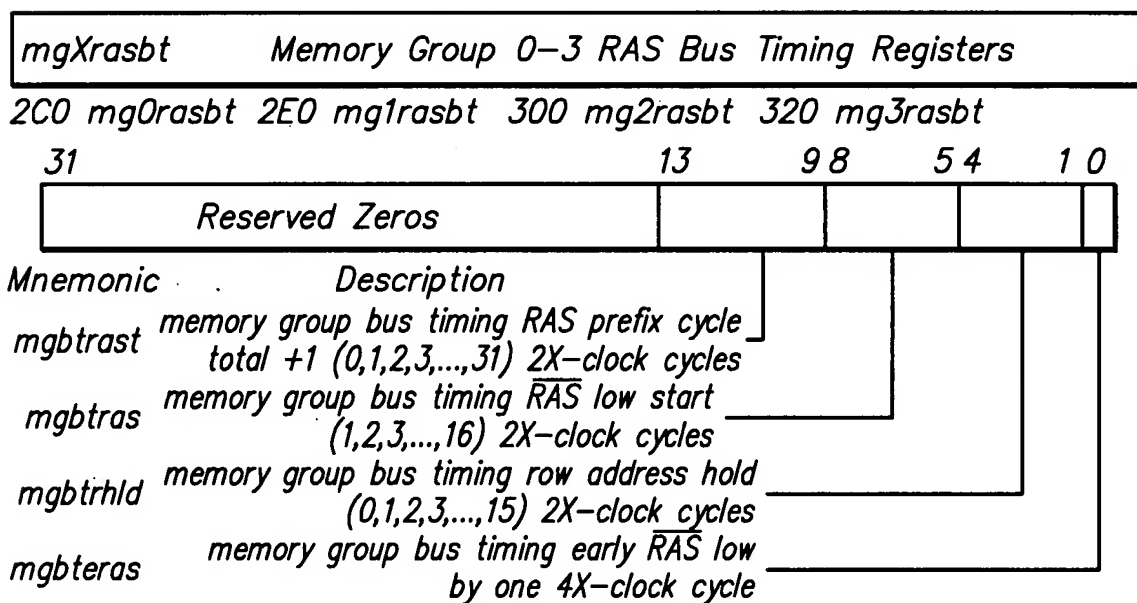 mgXrasbt Memory Group 0-3 RAS Bus Timing Registers
2C0 mg0rasbt 2E0 mg1rasbt 300 mg2rasbt 320 mg3rasbt
31 13 9 8 5 4 1 0
Reserved Zeros
Mnemonic Description
mgbtrast memory group bus timing RAS prefix cycle
total +1 (0,1,2,3,...,31) 2X-clock cycles
mgbtras memory group bus timing R̅A̅S̅ low start
(1,2,3,...,16) 2X-clock cycles
mgbtrhld memory group bus timing row address hold
(0,1,2,3,...,15) 2X-clock cycles
mgbteras memory group bus timing early R̅A̅S̅ low
by one 4X-clock cycle